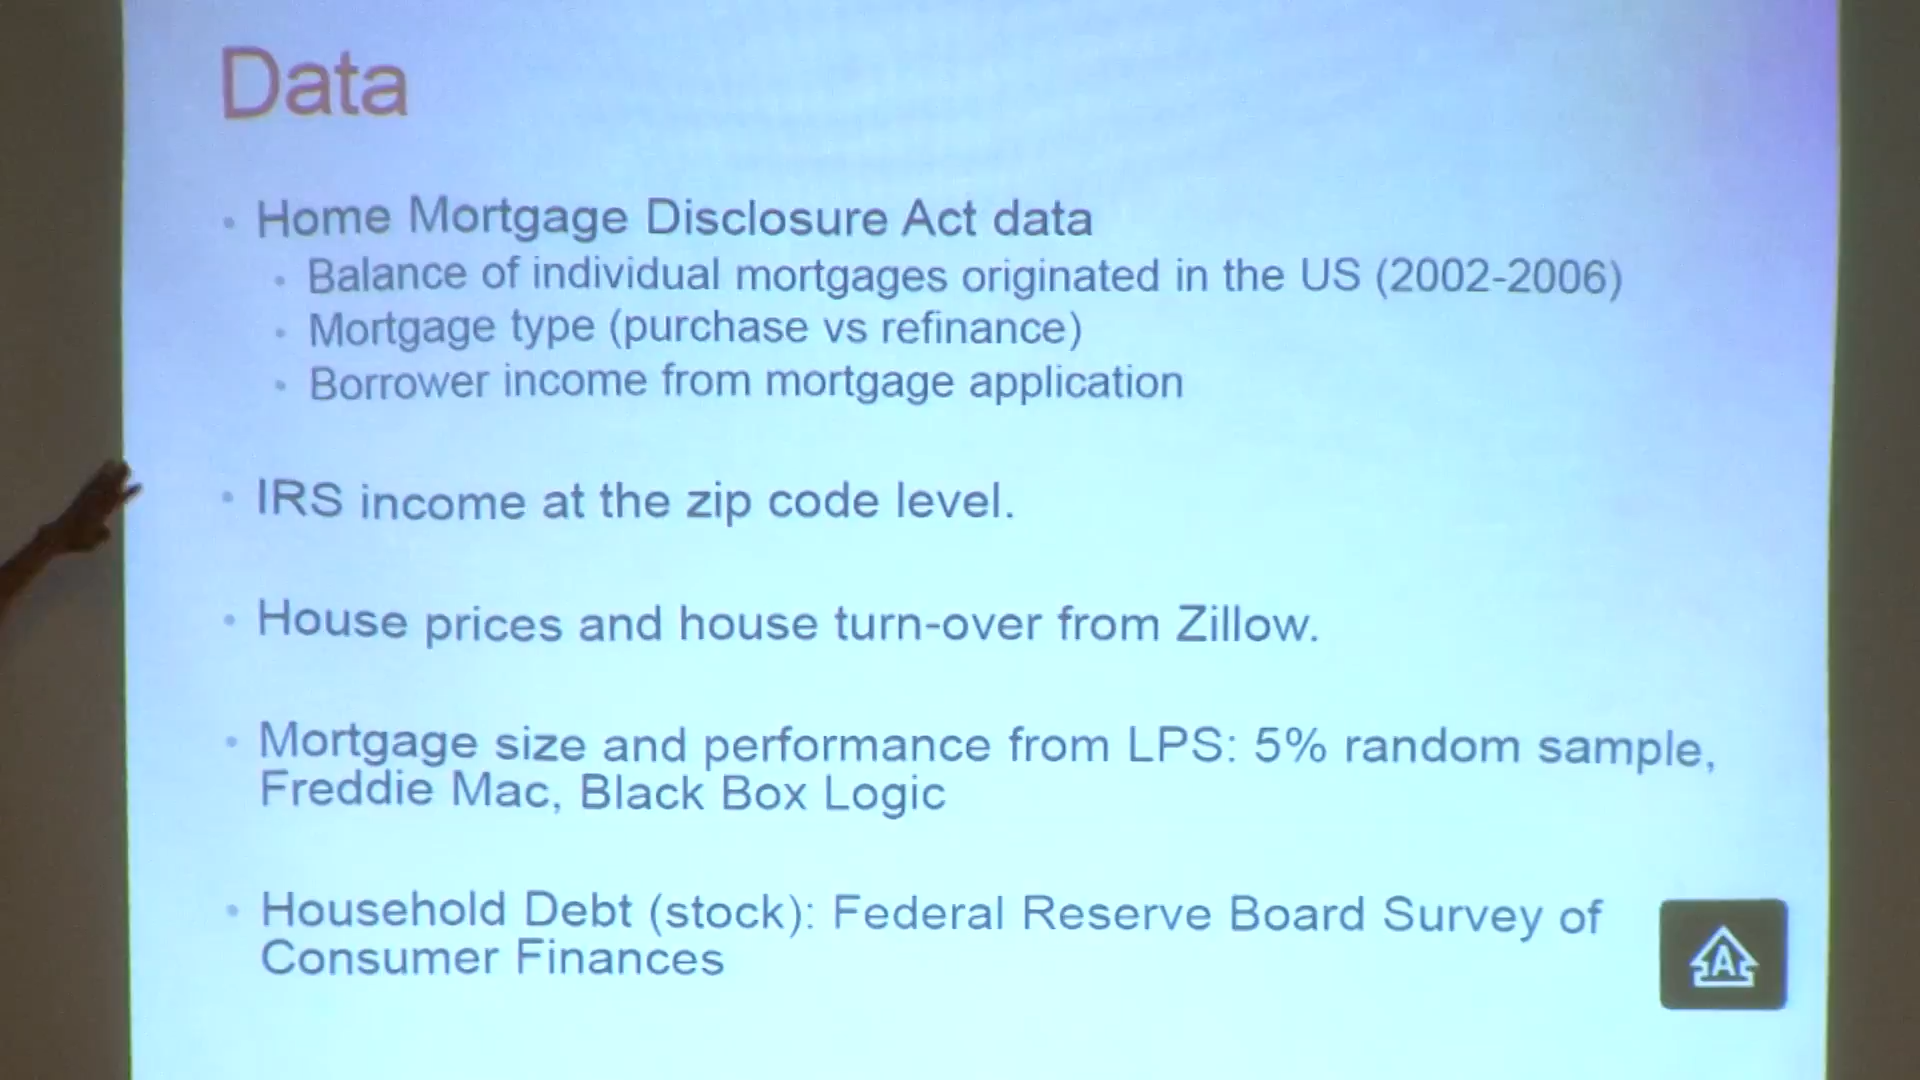 Data
• Home Mortgage Disclosure Act data
• Balance of individual mortgages originated in the US (2002-2006)
• Mortgage type (purchase vs refinance)
• Borrower income from mortgage application
• IRS income at the zip code level.
• House prices and house turn-over from Zillow.
• Mortgage size and performance from LPS: 5% random sample,
Freddie Mac, Black Box Logic
• Household Debt (stock): Federal Reserve Board Survey of
Consumer Finances
A